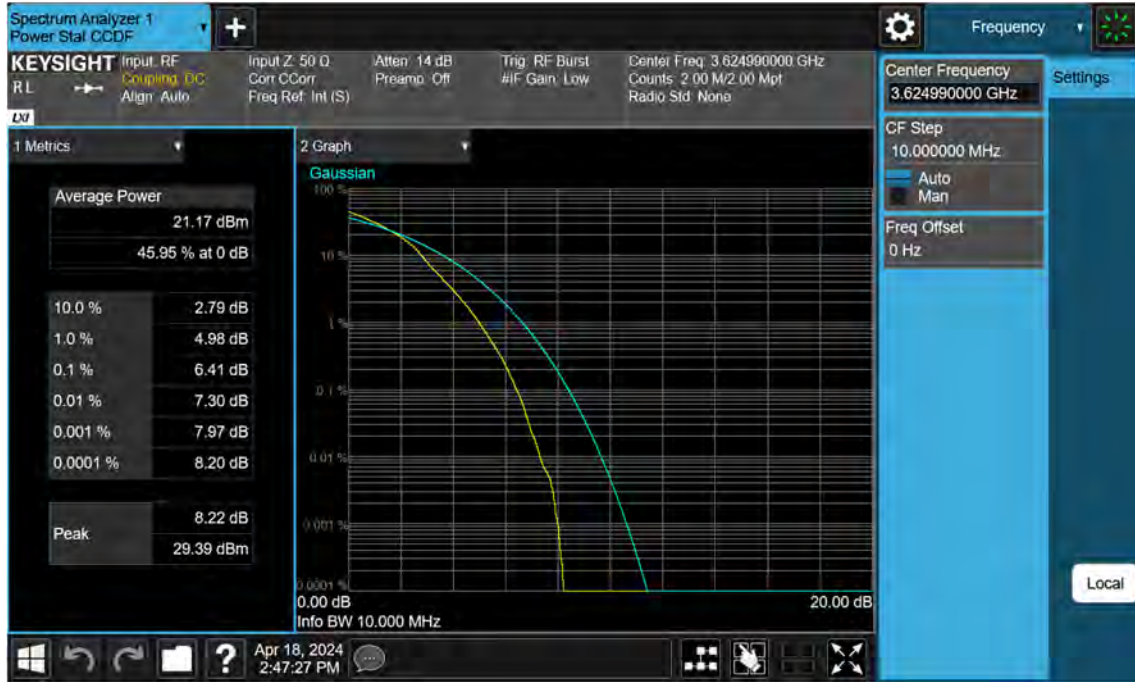 Spectrum Analyzer 1
Power Stat CCDF
Frequency
KEYSIGHT
R L
LXI
Input: RF
Coupling: DC
Align: Auto
Input Z: 50 Ω
Corr CCorr
Freq Ref: Int (S)
Atten: 14 dB
Preamp: Off
Trig: RF Burst
#IF Gain: Low
Center Freq: 3.624990000 GHz
Counts: 2.00 M/2.00 Mpt
Radio Std: None
Center Frequency
3.624990000 GHz
Settings
CF Step
10.000000 MHz
Auto
Man
Freq Offset
0 Hz
1 Metrics
Average Power
21.17 dBm
45.95 % at 0 dB
10.0 % 2.79 dB
1.0 % 4.98 dB
0.1 % 6.41 dB
0.01 % 7.30 dB
0.001 % 7.97 dB
0.0001 % 8.20 dB
Peak
8.22 dB
29.39 dBm
2 Graph
Gaussian
100 %
10 %
1 %
0.1 %
0.01 %
0.001 %
0.0001 %
0.00 dB 20.00 dB
Info BW 10.000 MHz
Local
?
Apr 18, 2024
2:47:27 PM